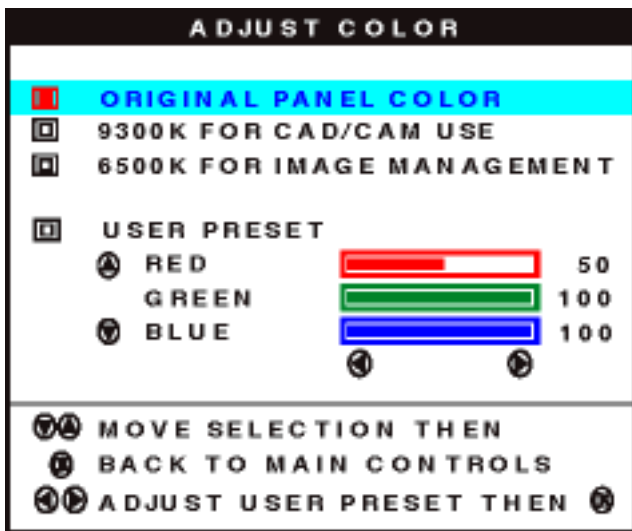 ADJUST COLOR
ORIGINAL PANEL COLOR
9300K FOR CAD/CAM USE
6500K FOR IMAGE MANAGEMENT
USER PRESET
RED 50
GREEN 100
BLUE 100
MOVE SELECTION THEN
BACK TO MAIN CONTROLS
ADJUST USER PRESET THEN